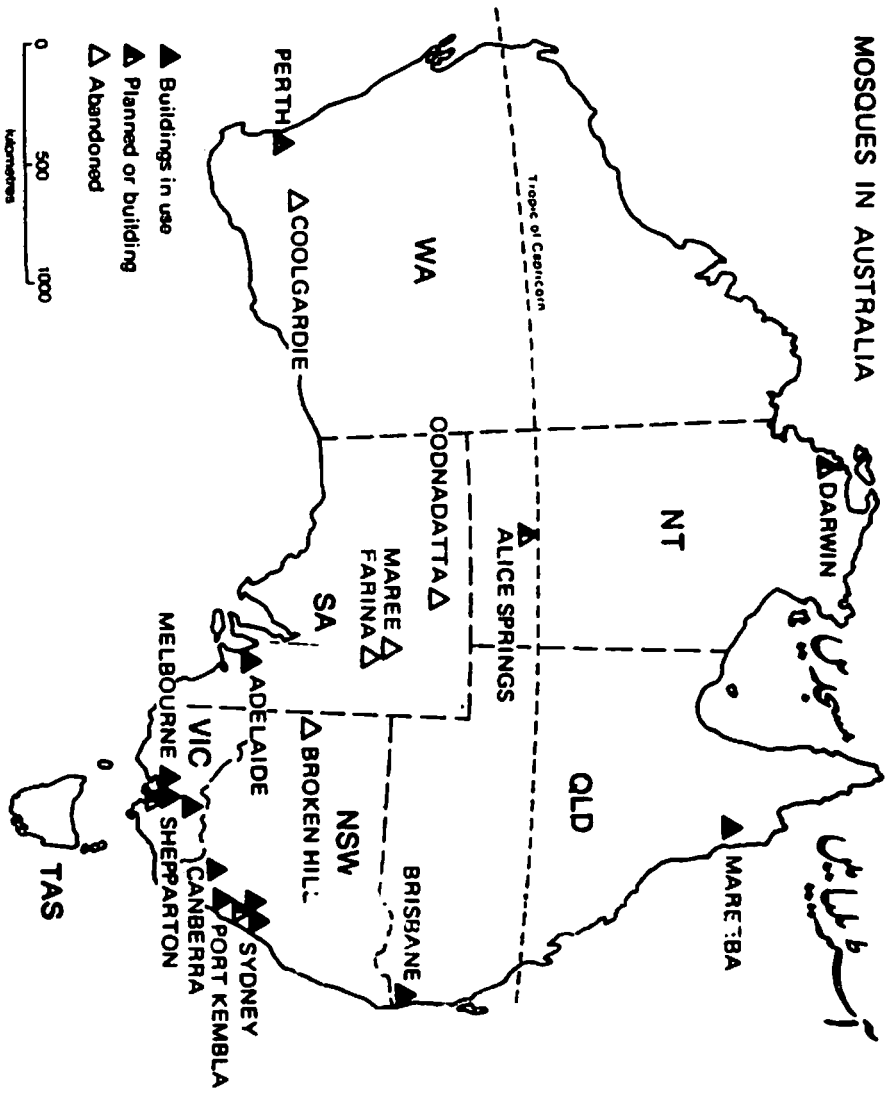 MOSQUES IN AUSTRALIA
DARWIN
NT
MAREEBA
Tropic of Capricorn
ALICE SPRINGS
QLD
WA
OODNADATTA
MAREE
FARINA
SA
BRISBANE
NSW
BROKEN HILL
PERTH
COOLGARDIE
ADELAIDE
VIC
SYDNEY
PORT KEMBLA
CANBERRA
SHEPPARTON
MELBOURNE
TAS
Buildings in use
Planned or building
Abandoned
0 500 1000
kilometres